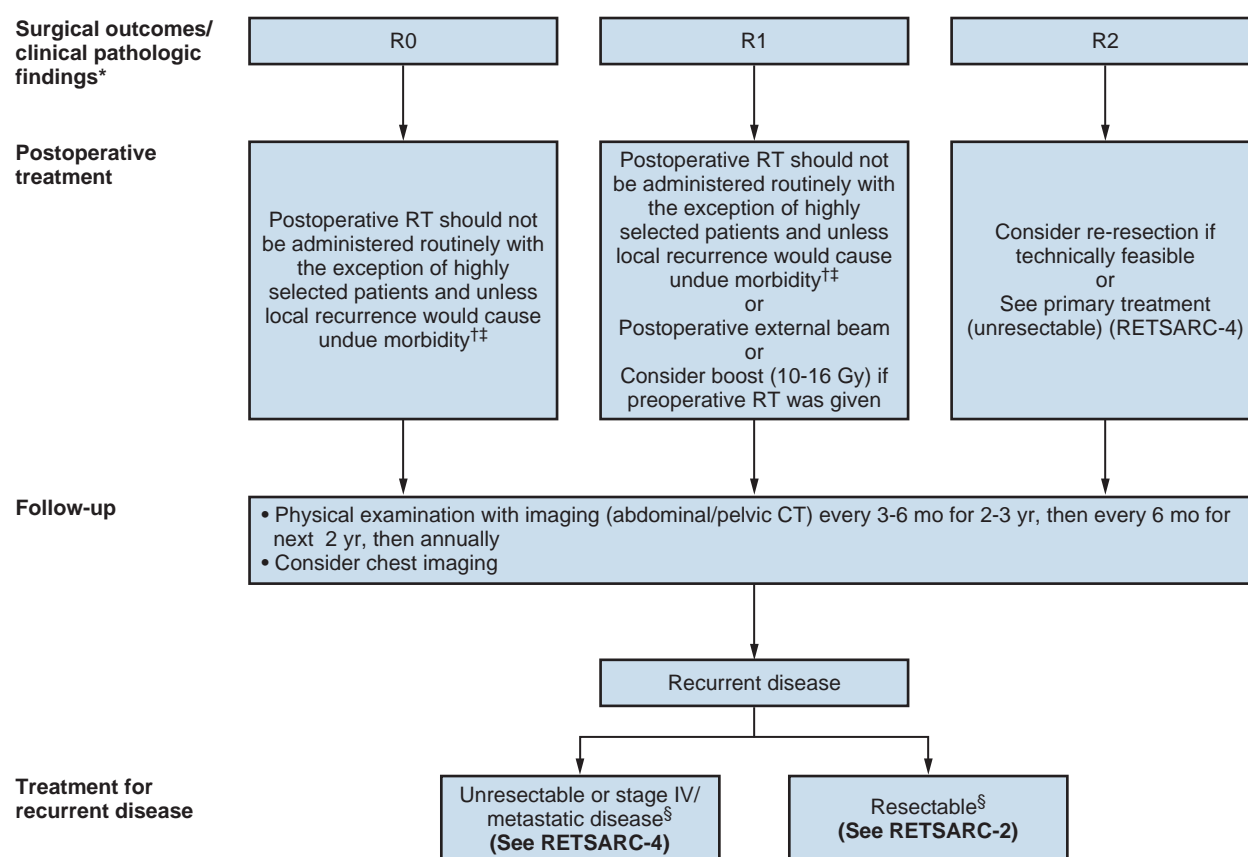 Surgical outcomes/
clinical pathologic
findings*
R0
R1
R2
Postoperative
treatment
Postoperative RT should not
be administered routinely with
the exception of highly
selected patients and unless
local recurrence would cause
undue morbidity†‡
Postoperative RT should not
be administered routinely with
the exception of highly
selected patients and unless
local recurrence would cause
undue morbidity†‡
or
Postoperative external beam
or
Consider boost (10-16 Gy) if
preoperative RT was given
Consider re-resection if
technically feasible
or
See primary treatment
(unresectable) (RETSARC-4)
Follow-up
• Physical examination with imaging (abdominal/pelvic CT) every 3-6 mo for 2-3 yr, then every 6 mo for
next 2 yr, then annually
• Consider chest imaging
Recurrent disease
Treatment for
recurrent disease
Unresectable or stage IV/
metastatic disease§
(See RETSARC-4)
Resectable§
(See RETSARC-2)